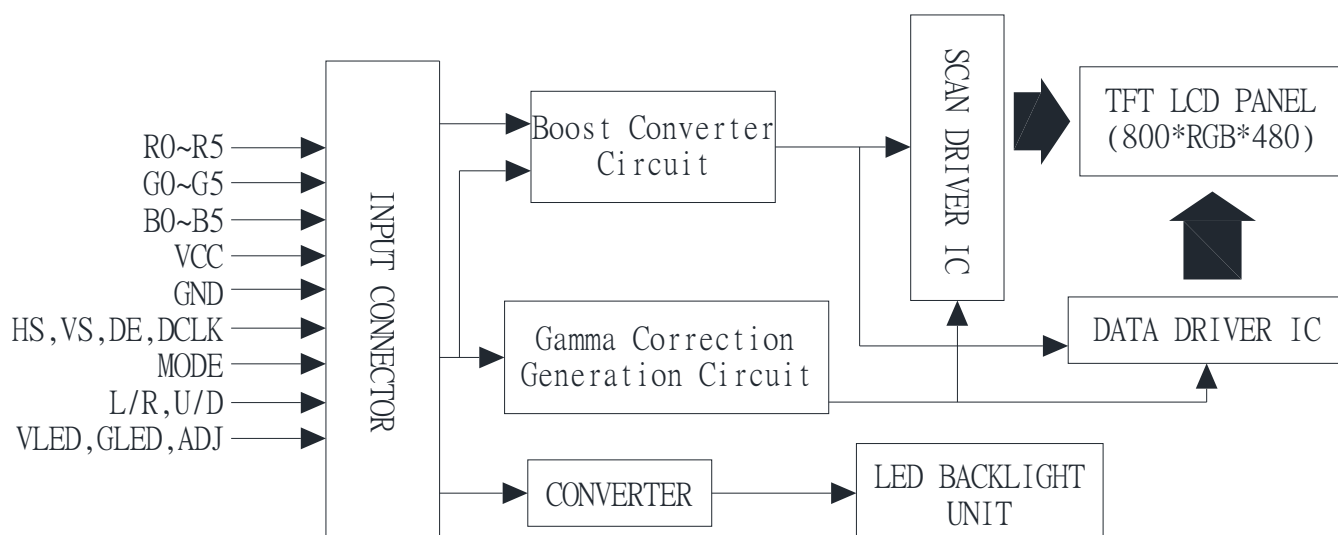 R0~R5
G0~G5
B0~B5
VCC
GND
HS,VS,DE,DCLK
MODE
L/R,U/D
VLED,GLED,ADJ
INPUT CONNECTOR
Boost Converter
Circuit
Gamma Correction
Generation Circuit
CONVERTER
LED BACKLIGHT
UNIT
SCAN DRIVER IC
TFT LCD PANEL
(800*RGB*480)
DATA DRIVER IC